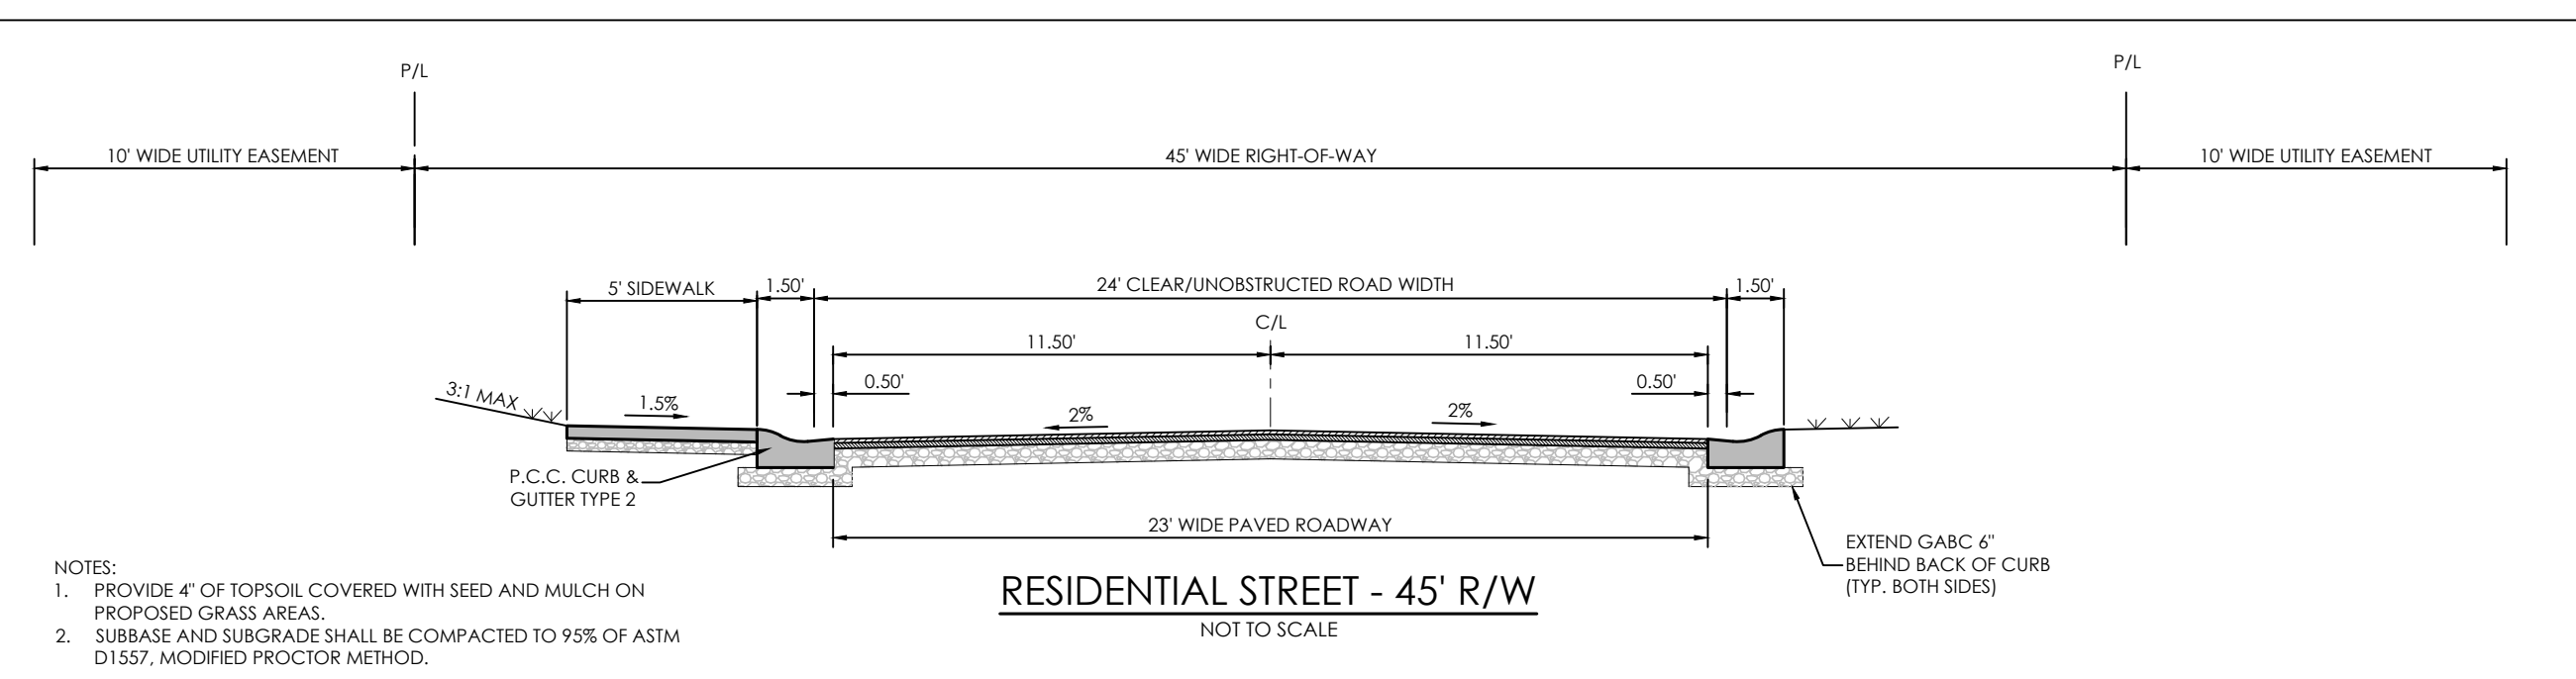 P/L
P/L
10' WIDE UTILITY EASEMENT
45' WIDE RIGHT-OF-WAY
10' WIDE UTILITY EASEMENT
5' SIDEWALK
1.50'
24' CLEAR/UNOBSTRUCTED ROAD WIDTH
1.50'
C/L
11.50'
11.50'
0.50'
0.50'
3:1 MAX
1.5%
2%
2%
P.C.C. CURB &
GUTTER TYPE 2
23' WIDE PAVED ROADWAY
EXTEND GABC 6"
BEHIND BACK OF CURB
(TYP. BOTH SIDES)
NOTES:
1. PROVIDE 4" OF TOPSOIL COVERED WITH SEED AND MULCH ON
PROPOSED GRASS AREAS.
2. SUBBASE AND SUBGRADE SHALL BE COMPACTED TO 95% OF ASTM
D1557, MODIFIED PROCTOR METHOD.
RESIDENTIAL STREET - 45' R/W
NOT TO SCALE